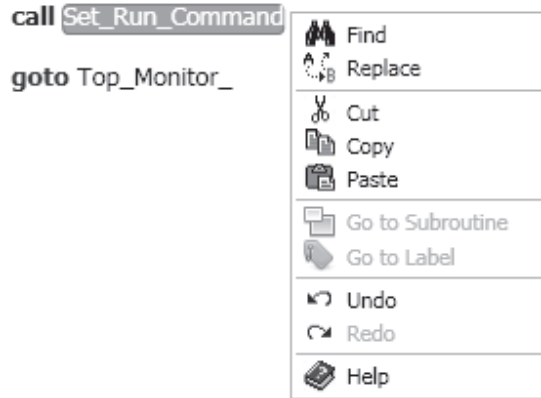 call Set_Run_Command
goto Top_Monitor_
Find
Replace
Cut
Copy
Paste
Go to Subroutine
Go to Label
Undo
Redo
Help